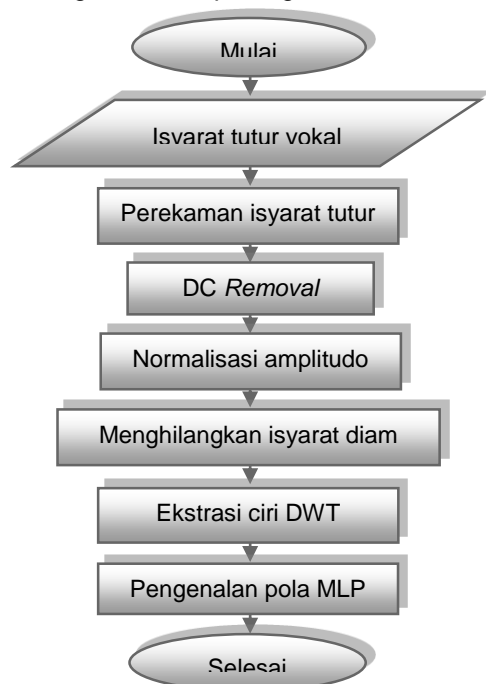 Mulai
Isyarat tutur vokal
Perekaman isyarat tutur
DC Removal
Normalisasi amplitudo
Menghilangkan isyarat diam
Ekstrasi ciri DWT
Pengenalan pola MLP
Selesai